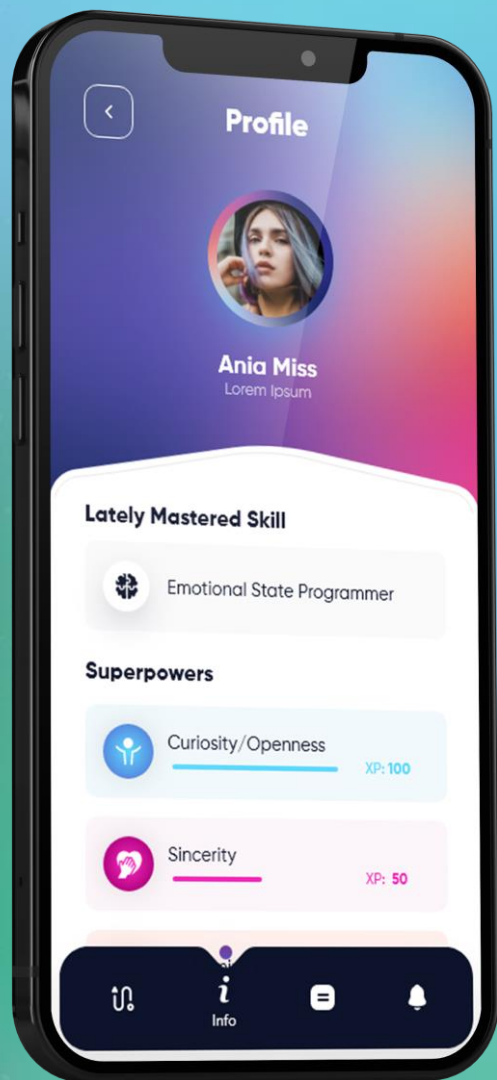 Profile
Ania Miss
Lorem Ipsum
Lately Mastered Skill
Emotional State Programmer
Superpowers
Curiosity/Openness
XP: 100
Sincerity
XP: 50
Info